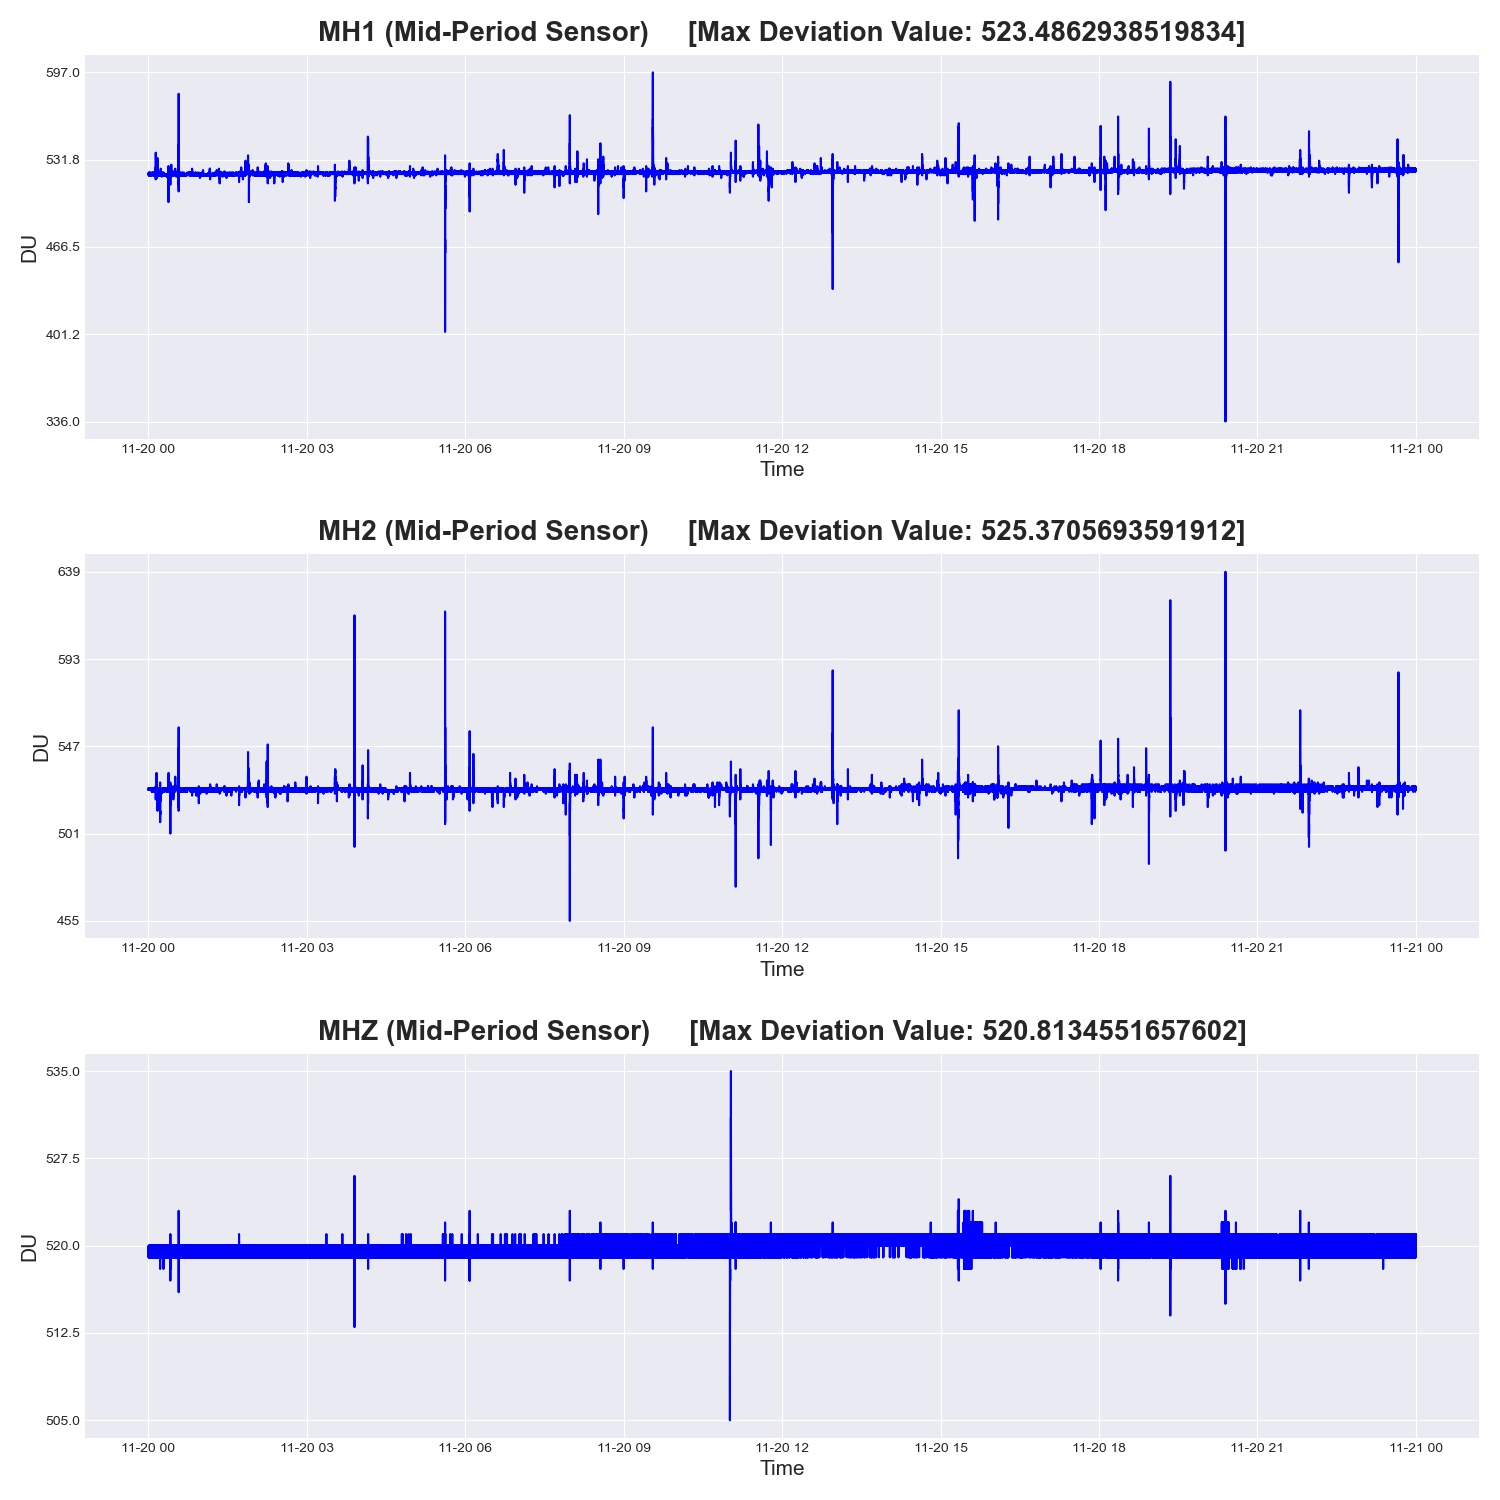 MH1 (Mid-Period Sensor)     [Max Deviation Value: 523.4862938519834]
597.0
531.8
466.5
401.2
336.0
DU
11-20 00 11-20 03 11-20 06 11-20 09 11-20 12 11-20 15 11-20 18 11-20 21 11-21 00
Time
MH2 (Mid-Period Sensor)     [Max Deviation Value: 525.3705693591912]
639
593
547
501
455
DU
11-20 00 11-20 03 11-20 06 11-20 09 11-20 12 11-20 15 11-20 18 11-20 21 11-21 00
Time
MHZ (Mid-Period Sensor)     [Max Deviation Value: 520.8134551657602]
535.0
527.5
520.0
512.5
505.0
DU
11-20 00 11-20 03 11-20 06 11-20 09 11-20 12 11-20 15 11-20 18 11-20 21 11-21 00
Time